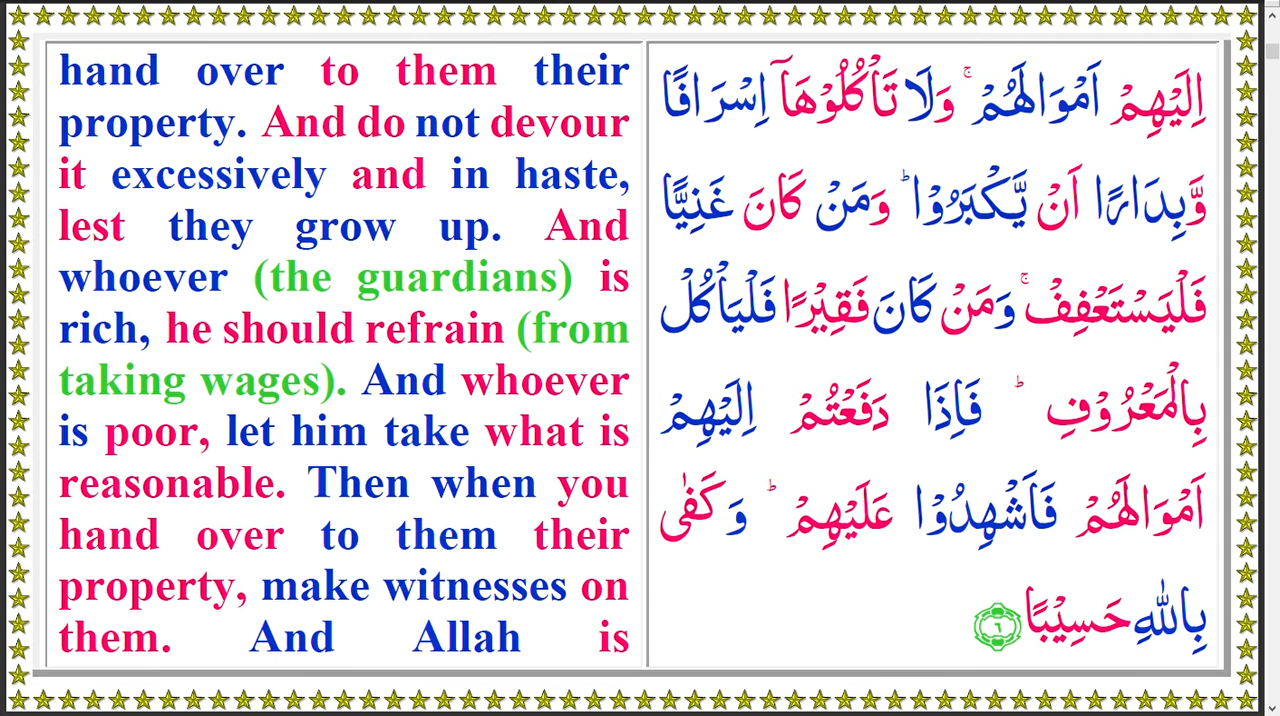 hand over to them their
property. And do not devour
it excessively and in haste,
lest they grow up. And
whoever (the guardians) is
rich, he should refrain (from
taking wages). And whoever
is poor, let him take what is
reasonable. Then when you
hand over to them their
property, make witnesses on
them. And Allah is
اِلَيْهِمْ اَمْوَالَهُمْ ۚ وَلَا تَاْكُلُوْهَاۤ اِسْرَافًا
وَّبِدَارًا اَنْ يَّكْبَرُوْا ؕ وَمَنْ كَانَ غَنِيًّا
فَلْيَسْتَعْفِفْ ۚ وَمَنْ كَانَ فَقِيْرًا فَلْيَاْكُلْ
بِالْمَعْرُوْفِ ؕ فَاِذَا دَفَعْتُمْ اِلَيْهِمْ
اَمْوَالَهُمْ فَاَشْهِدُوْا عَلَيْهِمْ ؕ وَكَفٰى
بِاللّٰهِ حَسِيْبًا ۶